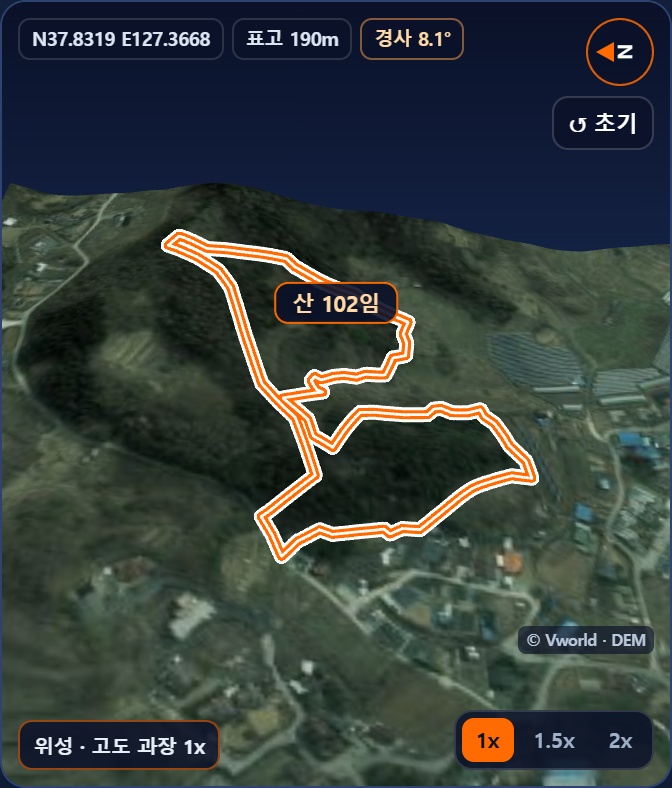 N37.8319 E127.3668
표고 190m
경사 8.1°
N
↺ 초기
산 102임
© Vworld · DEM
위성 · 고도 과장 1x
1x
1.5x
2x